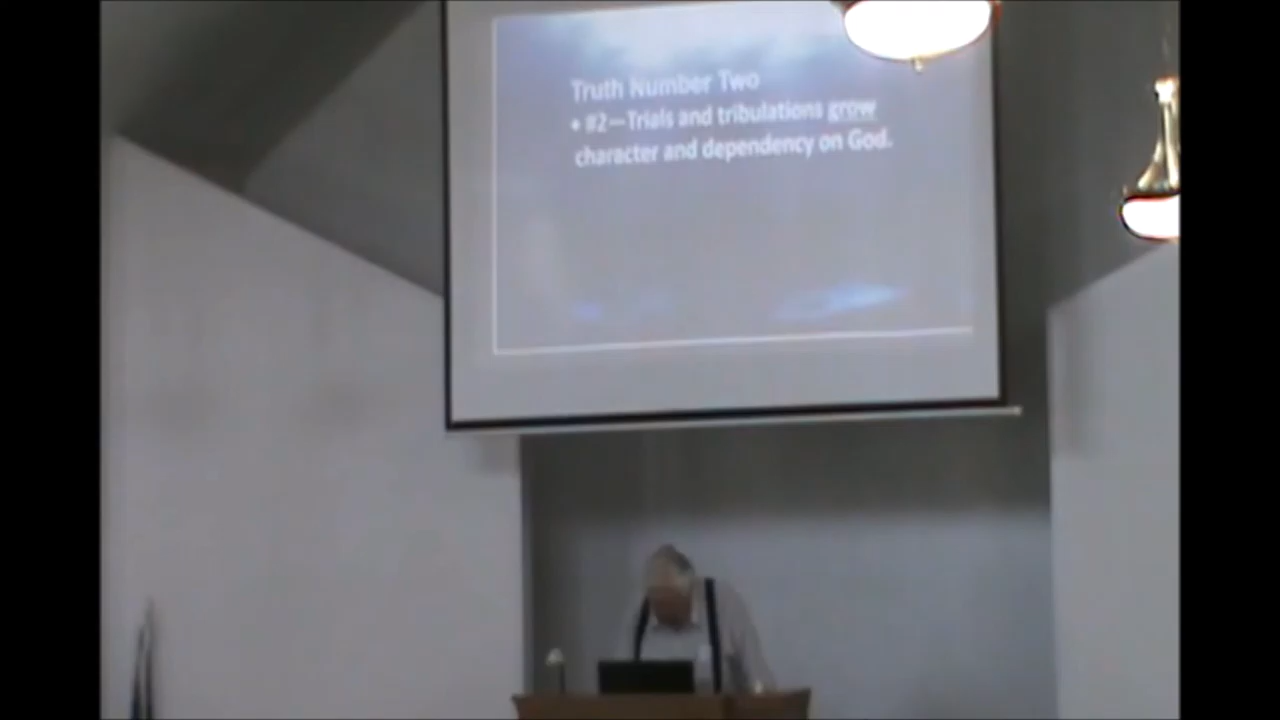 Truth Number Two
• #2—Trials and tribulations grow
character and dependency on God.